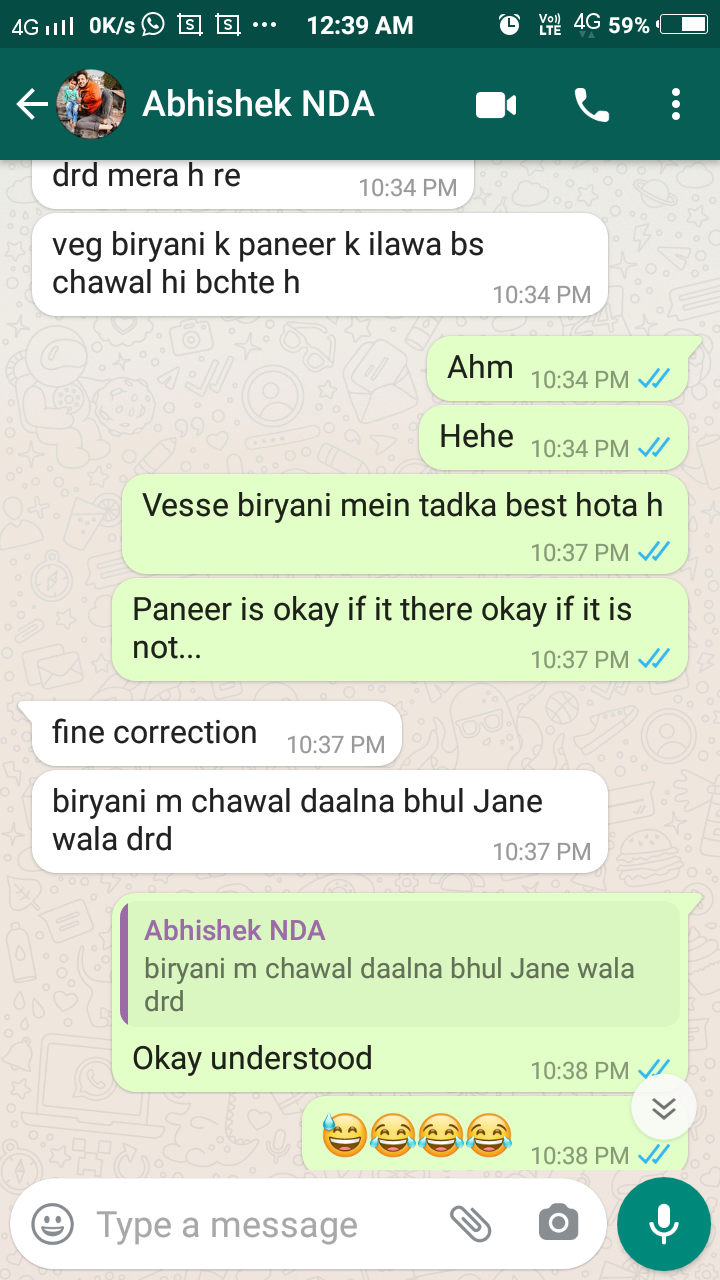 4G 0K/s S S ... 12:39 AM Vo)) LTE 4G 59%
Abhishek NDA
drd mera h re
10:34 PM
veg biryani k paneer k ilawa bs
chawal hi bchte h
10:34 PM
Ahm 10:34 PM
Hehe 10:34 PM
Vesse biryani mein tadka best hota h
10:37 PM
Paneer is okay if it there okay if it is
not...
10:37 PM
fine correction 10:37 PM
biryani m chawal daalna bhul Jane
wala drd
10:37 PM
Abhishek NDA
biryani m chawal daalna bhul Jane wala
drd
Okay understood 10:38 PM
😅😂😂😂 10:38 PM
Type a message